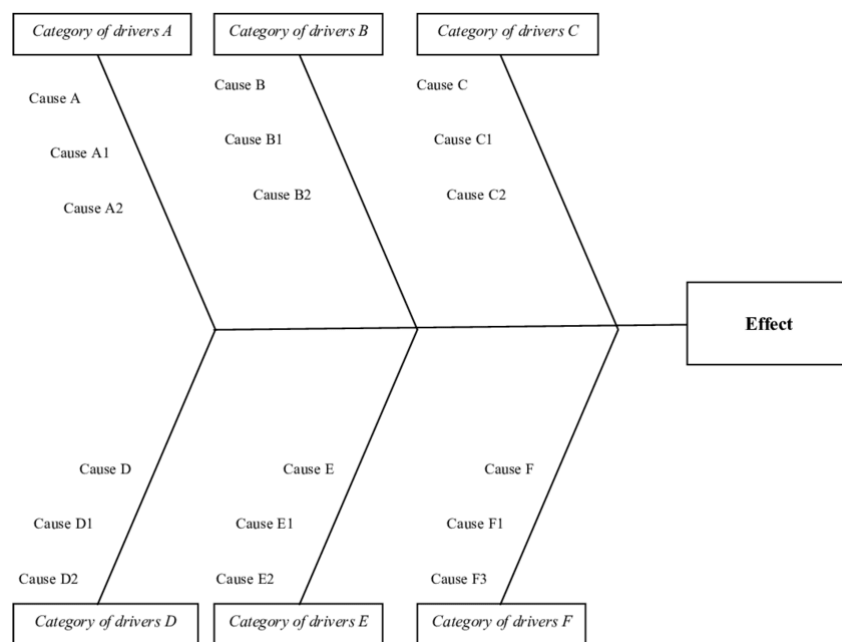 Category of drivers A
Category of drivers B
Category of drivers C
Cause A
Cause B
Cause C
Cause A1
Cause B1
Cause C1
Cause A2
Cause B2
Cause C2
Effect
Cause D
Cause E
Cause F
Cause D1
Cause E1
Cause F1
Cause D2
Cause E2
Cause F3
Category of drivers D
Category of drivers E
Category of drivers F